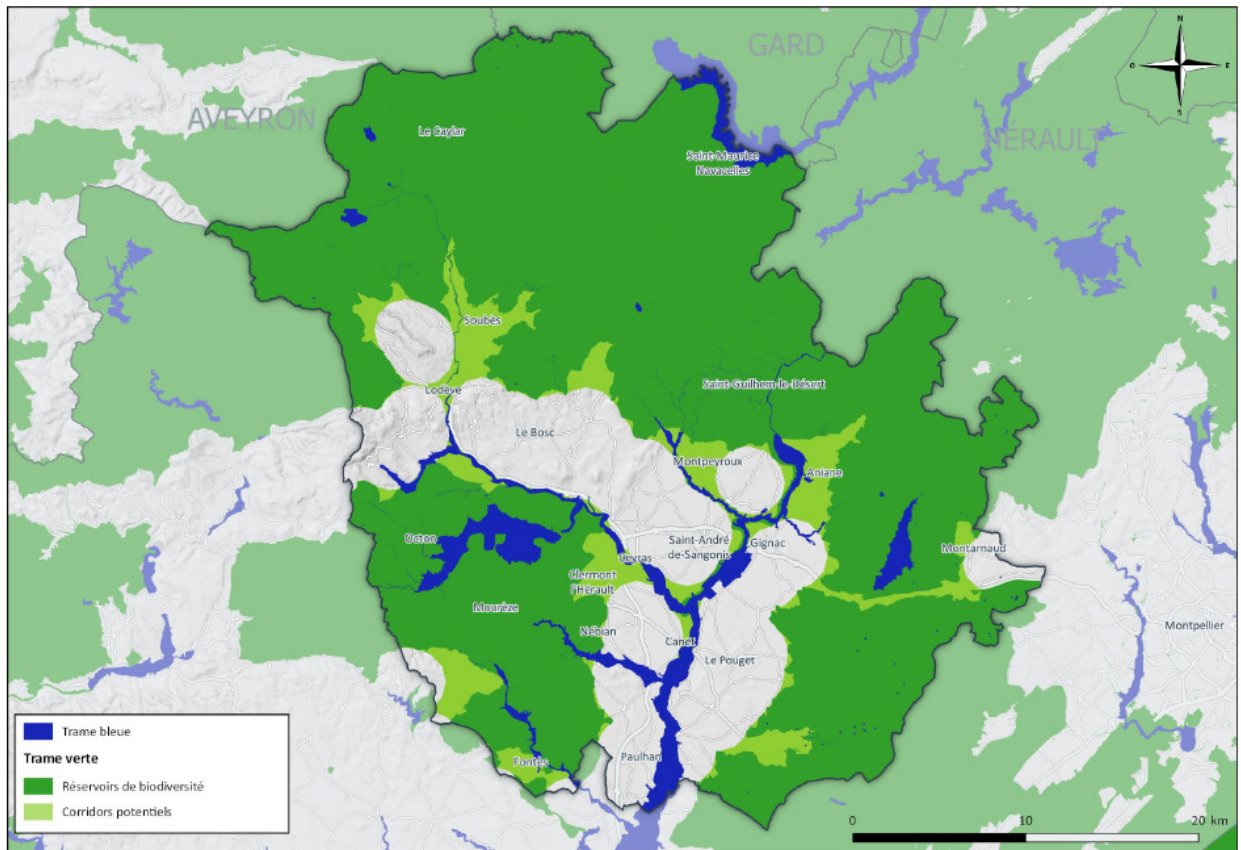 GARD
N
O
E
S
AVEYRON
Le Caylar
HÉRAULT
Saint-Maurice
Navacelles
Soubès
Saint-Guilhem-le-Désert
Lodève
Le Bosc
Montpeyroux
Aniane
Octon
Saint-André
de-Sangonis
Gignac
Montarnaud
Ceyras
Clermont
l'Hérault
Mourèze
Nébian
Canet
Montpellier
Le Pouget
Paulhan
Fontès
Trame bleue
Trame verte
Réservoirs de biodiversité
Corridors potentiels
0
10
20 km